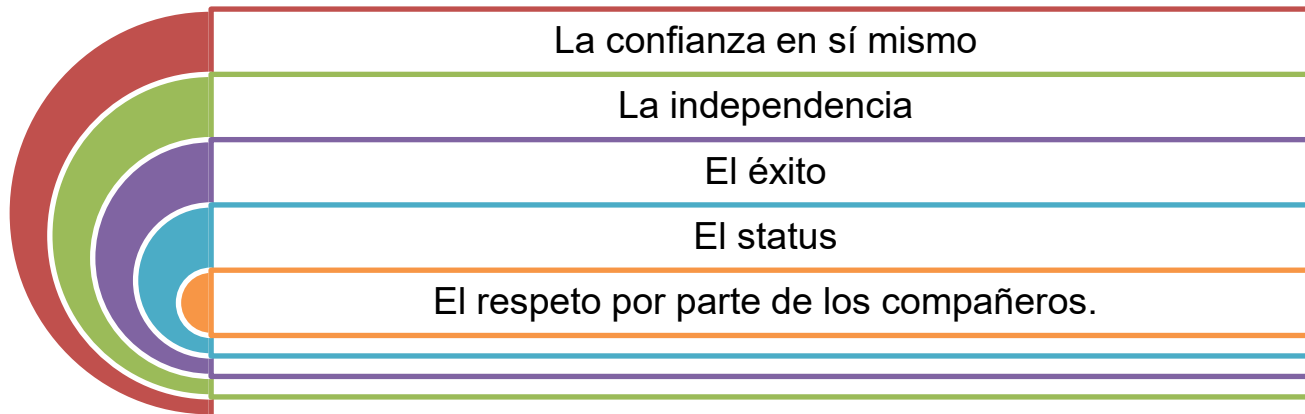 La confianza en sí mismo
La independencia
El éxito
El status
El respeto por parte de los compañeros.